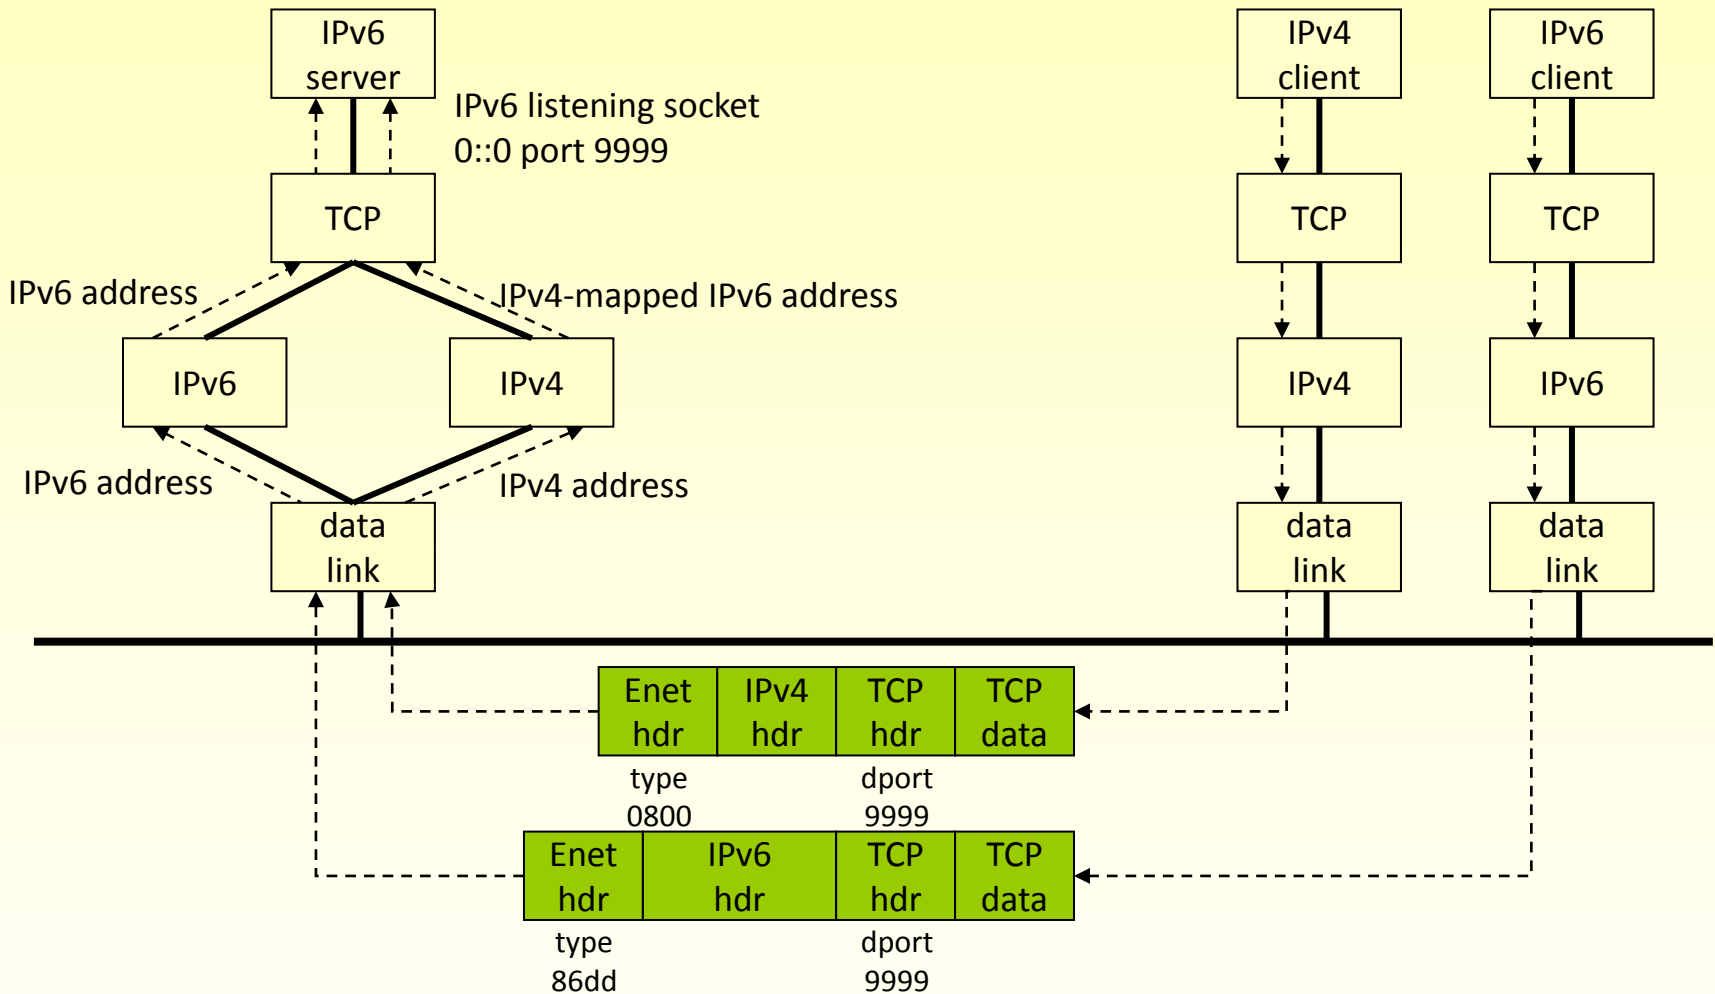 IPv6
server
IPv4
client
IPv6
client
IPv6 listening socket
0::0 port 9999
TCP
TCP
TCP
IPv6 address
IPv4-mapped IPv6 address
IPv6
IPv4
IPv4
IPv6
IPv6 address
IPv4 address
data
link
data
link
data
link
Enet
hdr
IPv4
hdr
TCP
hdr
TCP
data
type
0800
dport
9999
Enet
hdr
IPv6
hdr
TCP
hdr
TCP
data
type
86dd
dport
9999